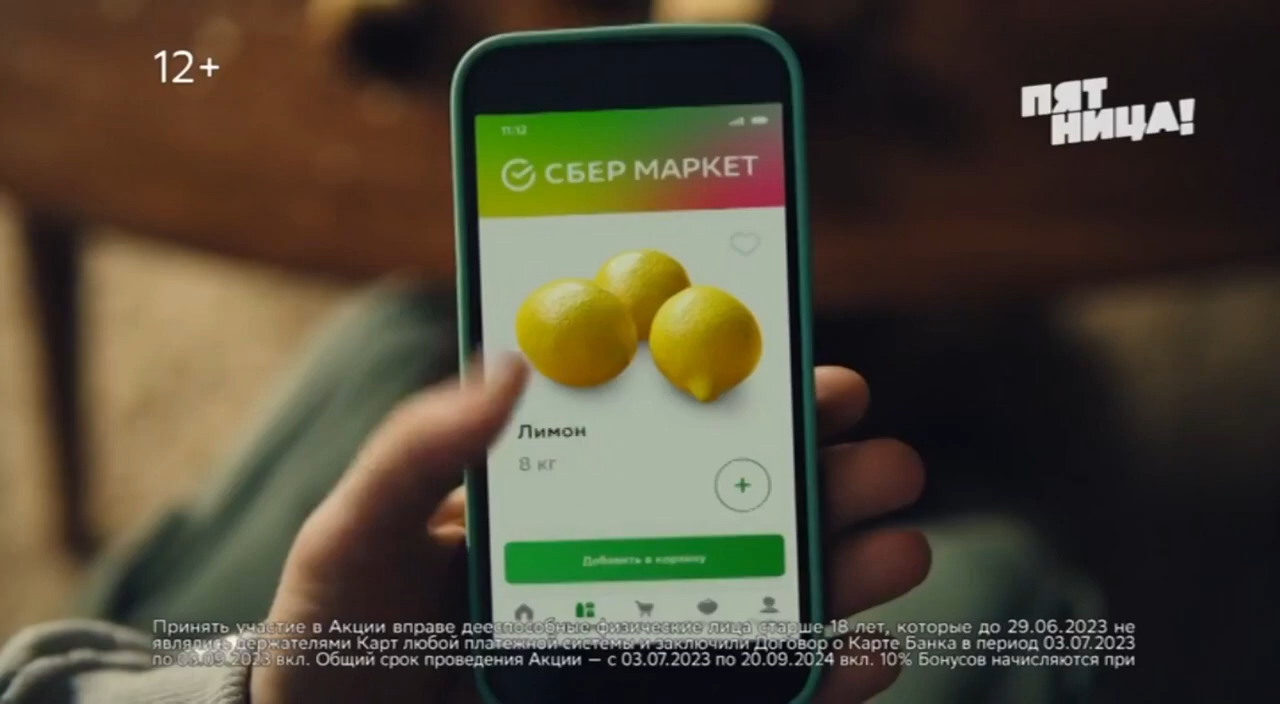 12+
ПЯТ
НИЦА!
11:12
СБЕР МАРКЕТ
Лимон
8 кг
+
Добавить в корзину
Принять участие в Акции вправе дееспособные физические лица старше 18 лет, которые до 29.06.2023 не
являлись держателями Карт любой платежной системы и заключили Договор о Карте Банка в период 03.07.2023
по 09.09.2023 вкл. Общий срок проведения Акции — с 03.07.2023 по 20.09.2024 вкл. 10% Бонусов начисляются при